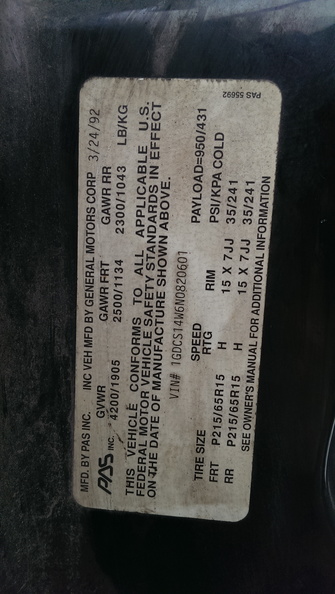 MFD. BY PAS INC. INC VEH MFD BY GENERAL MOTORS CORP 3/24/92
PAS INC. GVWR GAWR FRT GAWR RR
4200/1905 2500/1134 2300/1043 LB/KG
THIS VEHICLE CONFORMS TO ALL APPLICABLE U.S.
FEDERAL MOTOR VEHICLE SAFETY STANDARDS IN EFFECT
ON THE DATE OF MANUFACTURE SHOWN ABOVE.
VIN# 1GDCS14W6N0820601
PAYLOAD=950/431
TIRE SIZE SPEED RTG RIM PSI/KPA COLD
FRT P215/65R15 H 15 X 7JJ 35/241
RR P215/65R15 H 15 X 7JJ 35/241
SEE OWNER'S MANUAL FOR ADDITIONAL INFORMATION
PAS 55692